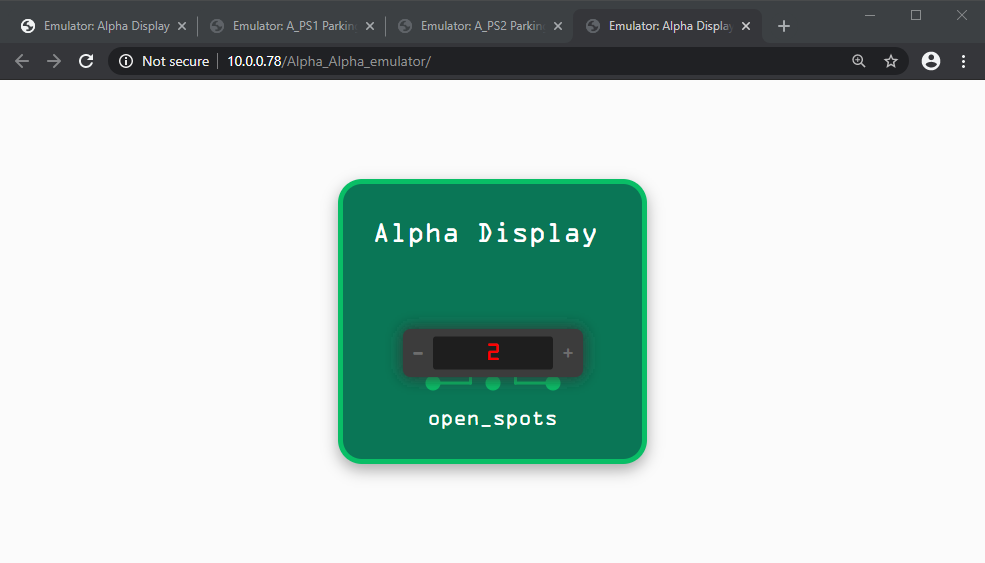 Emulator: Alpha Display
Emulator: A_PS1 Parkin
Emulator: A_PS2 Parkin
Emulator: Alpha Display
Not secure
10.0.0.78/Alpha_Alpha_emulator/
Alpha Display
− 2 +
open_spots